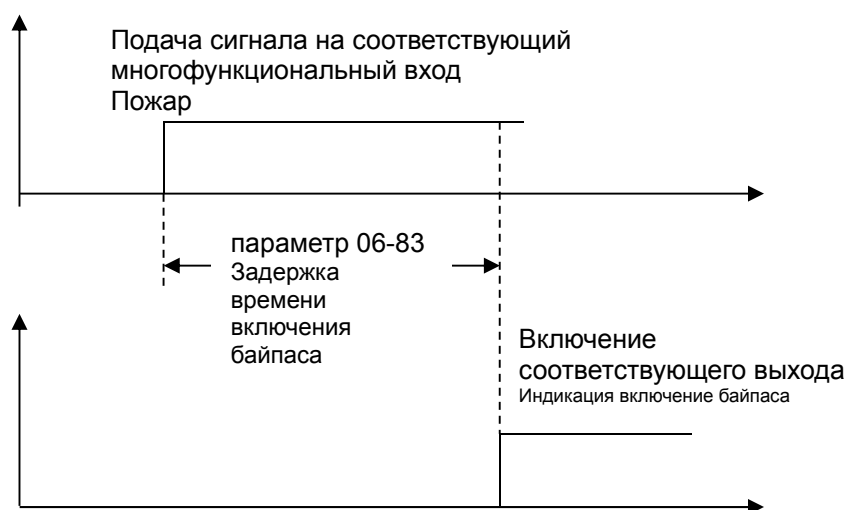 Подача сигнала на соответствующий
многофункциональный вход
Пожар
параметр 06-83
Задержка
времени
включения
байпаса
Включение
соответствующего выхода
Индикация включение байпаса